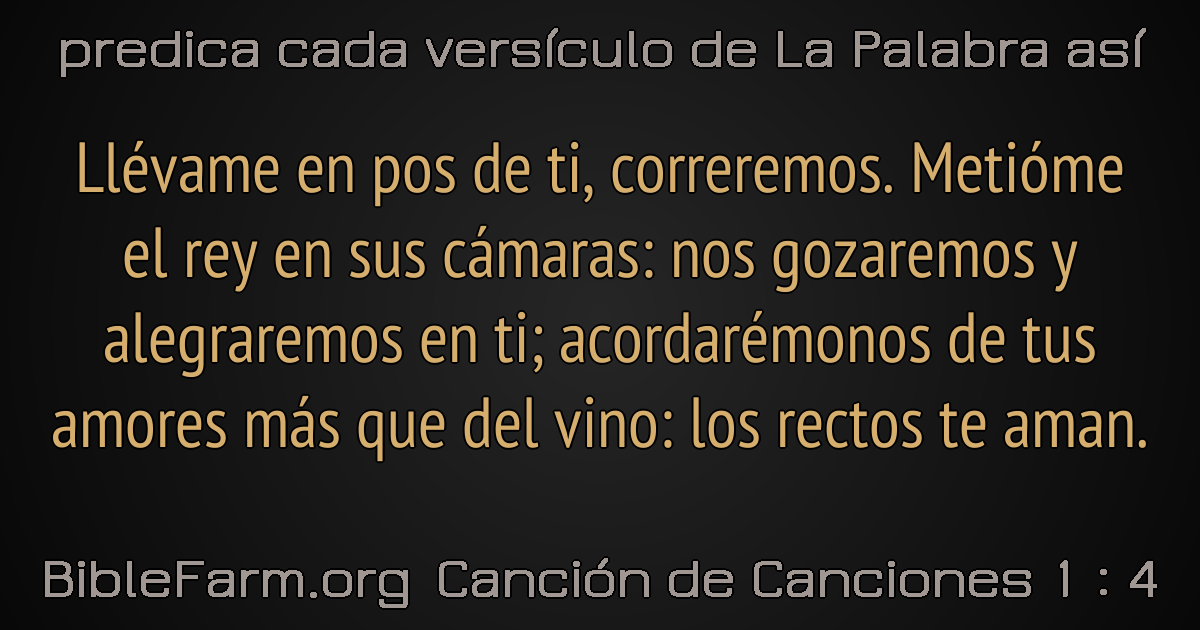 predica cada versículo de La Palabra así
Llévame en pos de ti, correremos. Metióme
el rey en sus cámaras: nos gozaremos y
alegraremos en ti; acordarémonos de tus
amores más que del vino: los rectos te aman.
BibleFarm.org Canción de Canciones 1 : 4